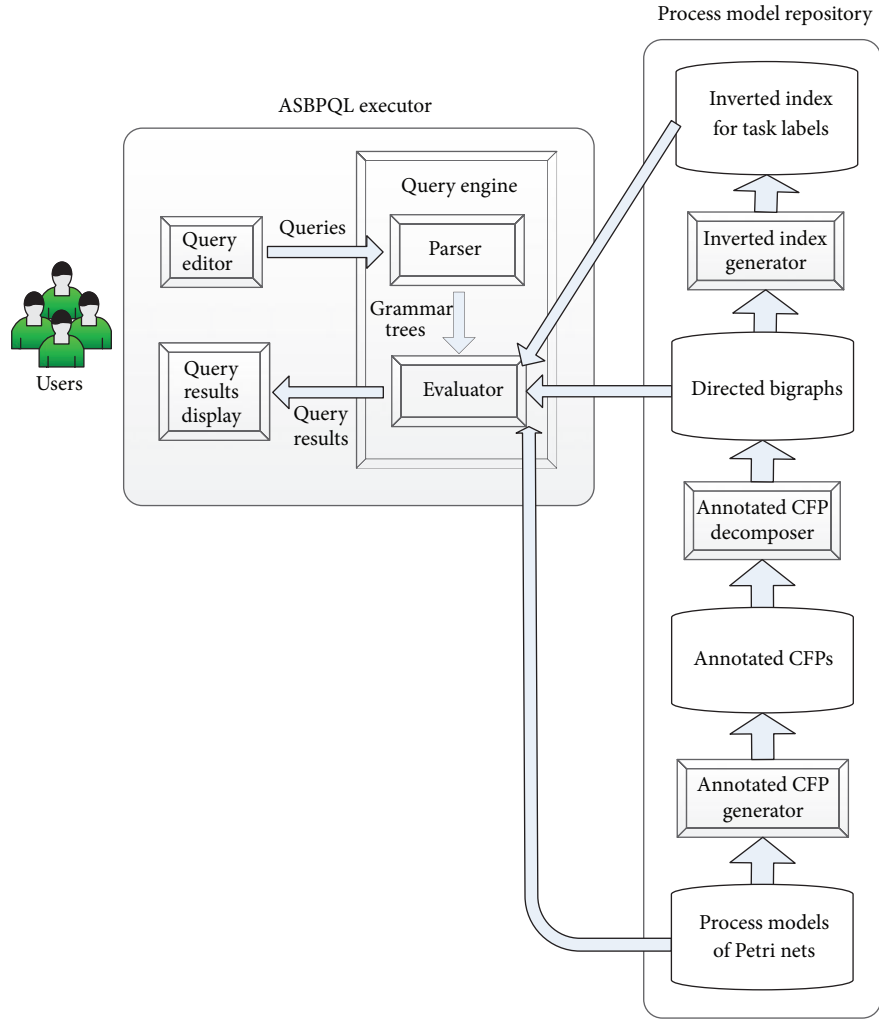 Process model repository
ASBPQL executor
Inverted index
for task labels
Query engine
Query
editor
Queries
Parser
Inverted index
generator
Grammar
trees
Users
Query
results
display
Query
results
Evaluator
Directed bigraphs
Annotated CFP
decomposer
Annotated CFPs
Annotated CFP
generator
Process models
of Petri nets